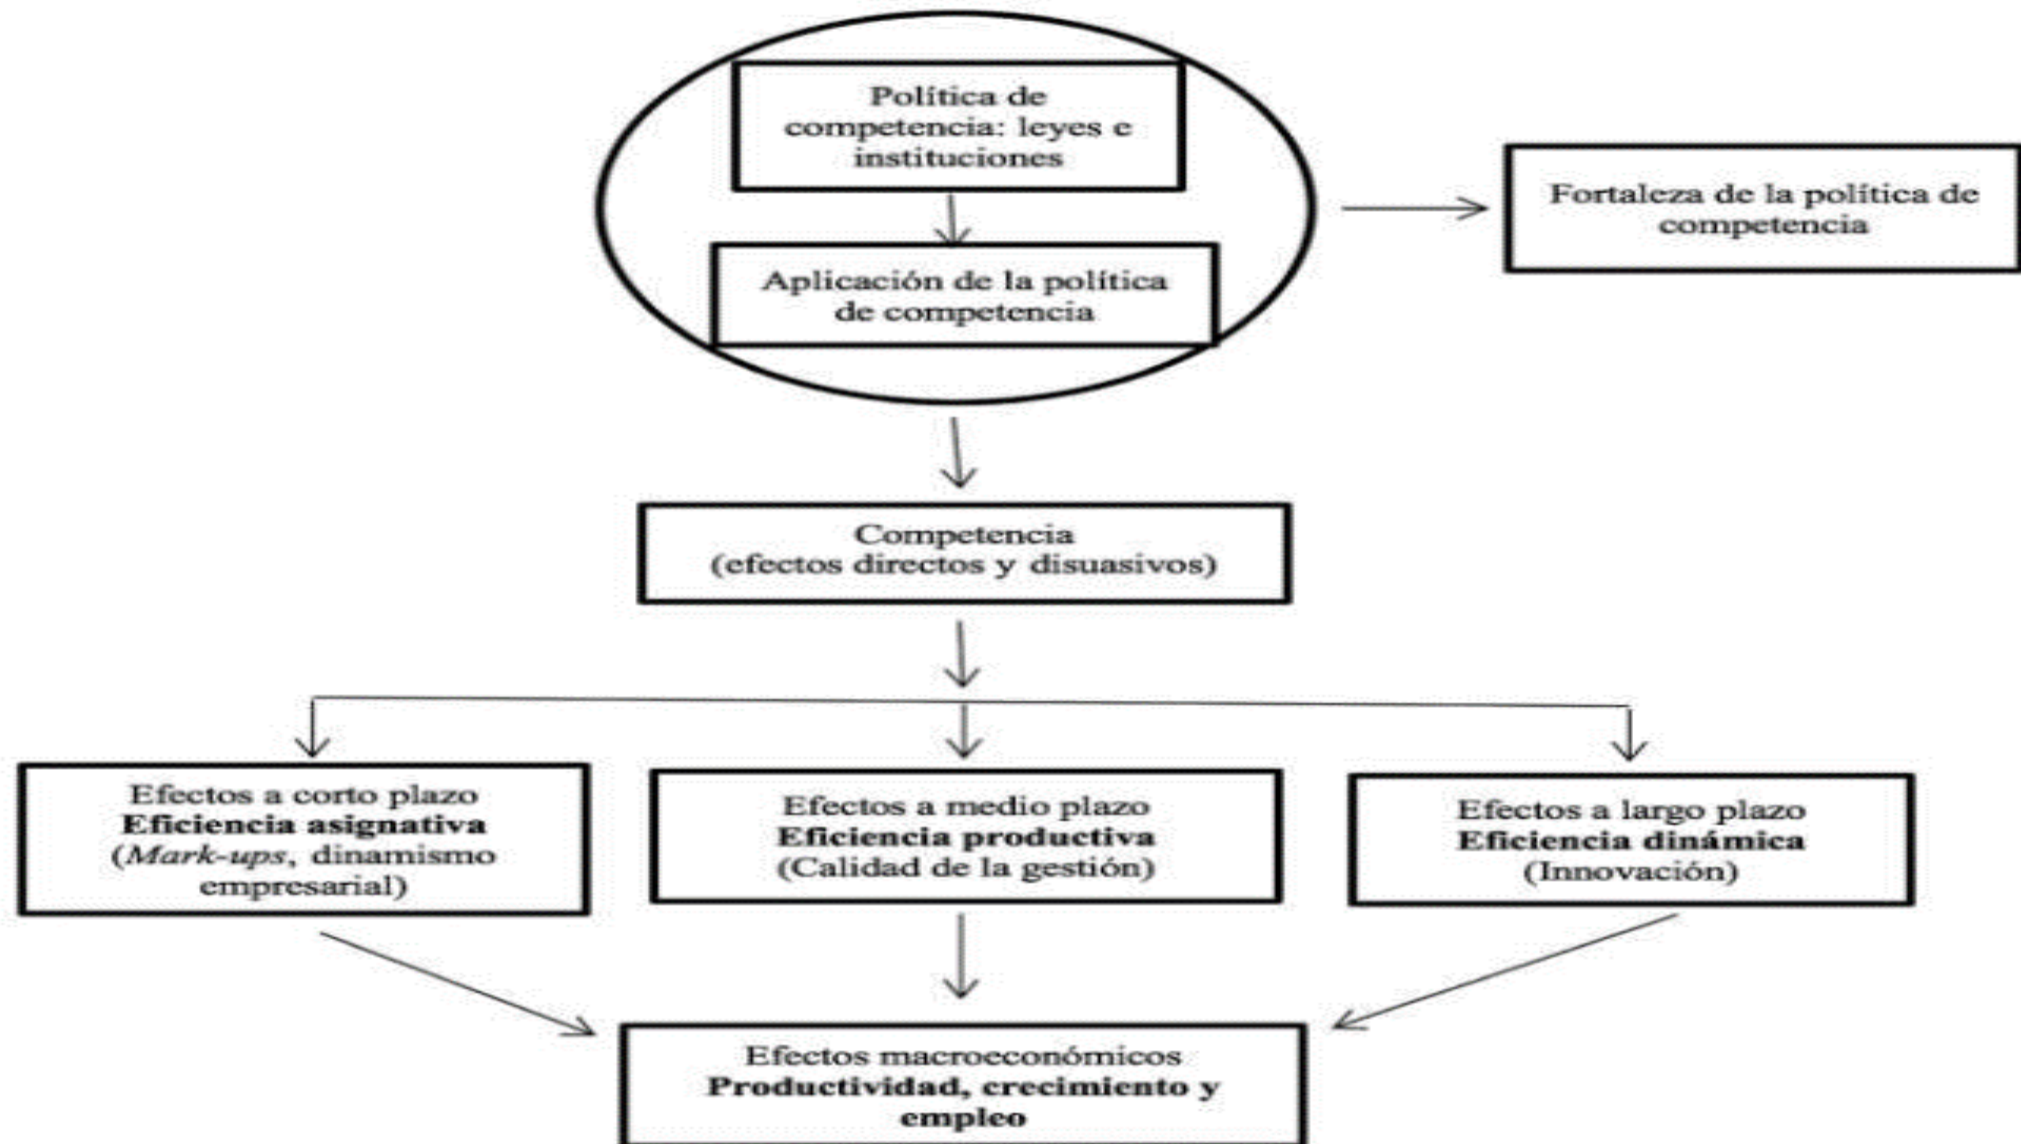 Política de
competencia: leyes e
instituciones
Fortaleza de la política de
competencia
Aplicación de la política
de competencia
Competencia
(efectos directos y disuasivos)
Efectos a corto plazo
Eficiencia asignativa
(Mark-ups, dinamismo
empresarial)
Efectos a medio plazo
Eficiencia productiva
(Calidad de la gestión)
Efectos a largo plazo
Eficiencia dinámica
(Innovación)
Efectos macroeconómicos
Productividad, crecimiento y
empleo